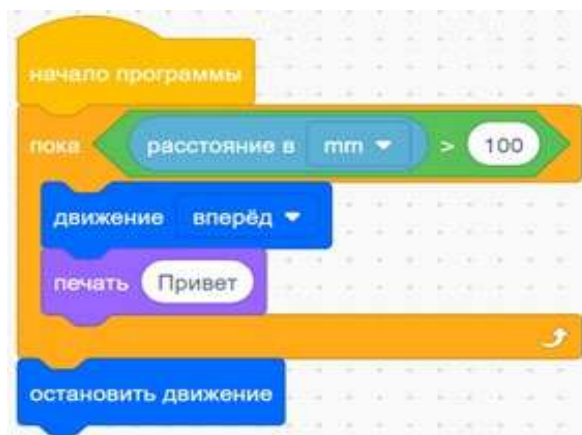 начало программы
пока расстояние в mm > 100
движение вперёд
печать Привет
остановить движение